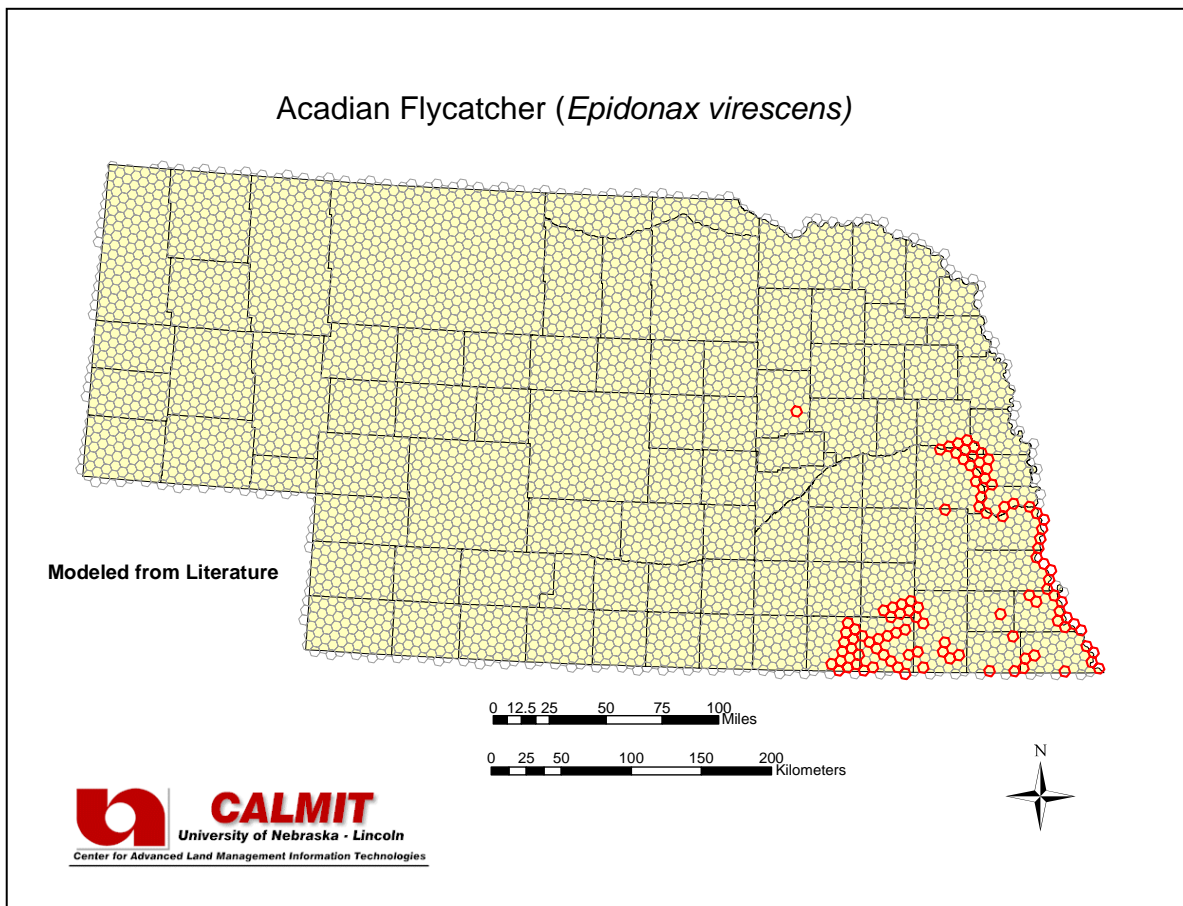 Acadian Flycatcher (Epidonax virescens)
Modeled from Literature
0 12.5 25 50 75 100
Miles
0 25 50 100 150 200
Kilometers
N
CALMIT
University of Nebraska - Lincoln
Center for Advanced Land Management Information Technologies